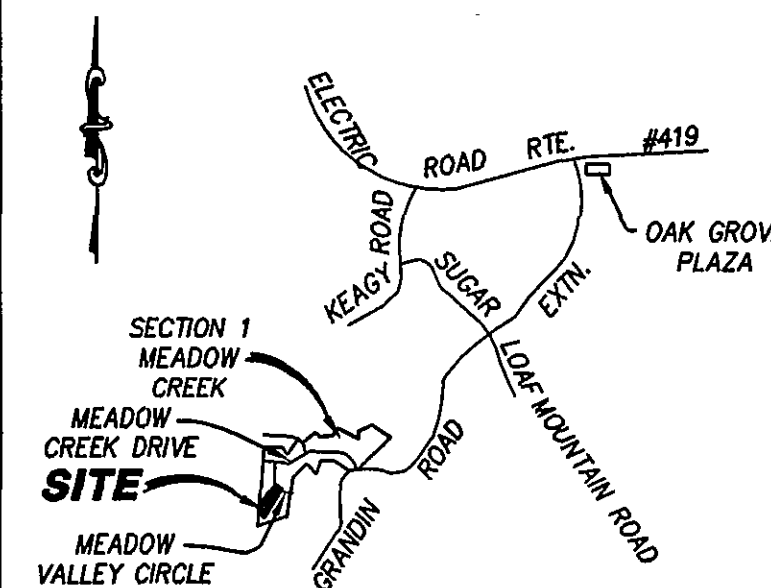 ELECTRIC
ROAD RTE. #419
OAK GROV
PLAZA
KEAGY ROAD
SUGAR
LOAF MOUNTAIN ROAD
EXTN.
SECTION 1
MEADOW
CREEK
MEADOW
CREEK DRIVE
SITE
ROAD
GRANDIN
MEADOW
VALLEY CIRCLE